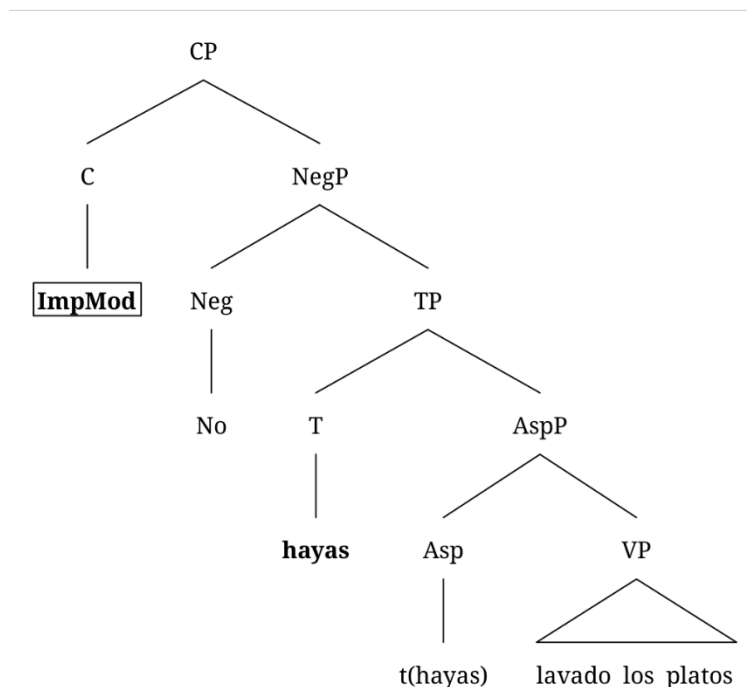 CP
C NegP
ImpMod Neg TP
No T AspP
hayas Asp VP
t(hayas) lavado los platos